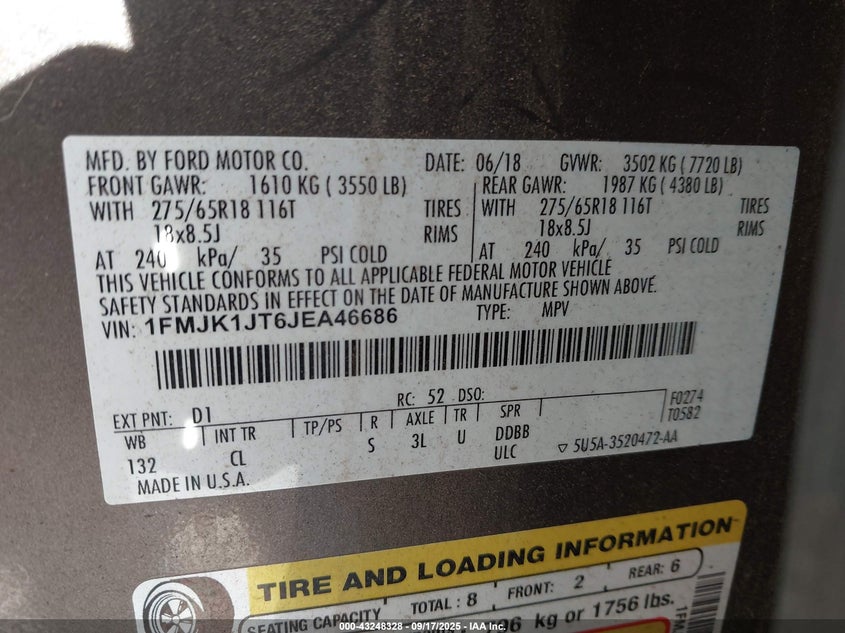 MFD. BY FORD MOTOR CO. DATE: 06/18 GVWR: 3502 KG ( 7720 LB)
FRONT GAWR: 1610 KG ( 3550 LB) REAR GAWR: 1987 KG ( 4380 LB)
WITH 275/65R18 116T TIRES WITH 275/65R18 116T TIRES
18x8.5J RIMS 18x8.5J RIMS
AT 240 kPa/ 35 PSI COLD AT 240 kPa/ 35 PSI COLD
THIS VEHICLE CONFORMS TO ALL APPLICABLE FEDERAL MOTOR VEHICLE
SAFETY STANDARDS IN EFFECT ON THE DATE OF MANUFACTURE SHOWN ABOVE.
VIN: 1FMJK1JT6JEA46686 TYPE: MPV
EXT PNT: D1 RC: 52 DSO: F0274
T0582
WB INT TR TP/PS R AXLE TR SPR
132 CL S 3L U DDBB
ULC ▽ 5U5A-3520472-AA
MADE IN U.S.A.
TIRE AND LOADING INFORMATION
SEATING CAPACITY TOTAL : 8 FRONT: 2 REAR: 6
kg or 1756 lbs.
000-43248328 - 09/17/2025 - IAA Inc.